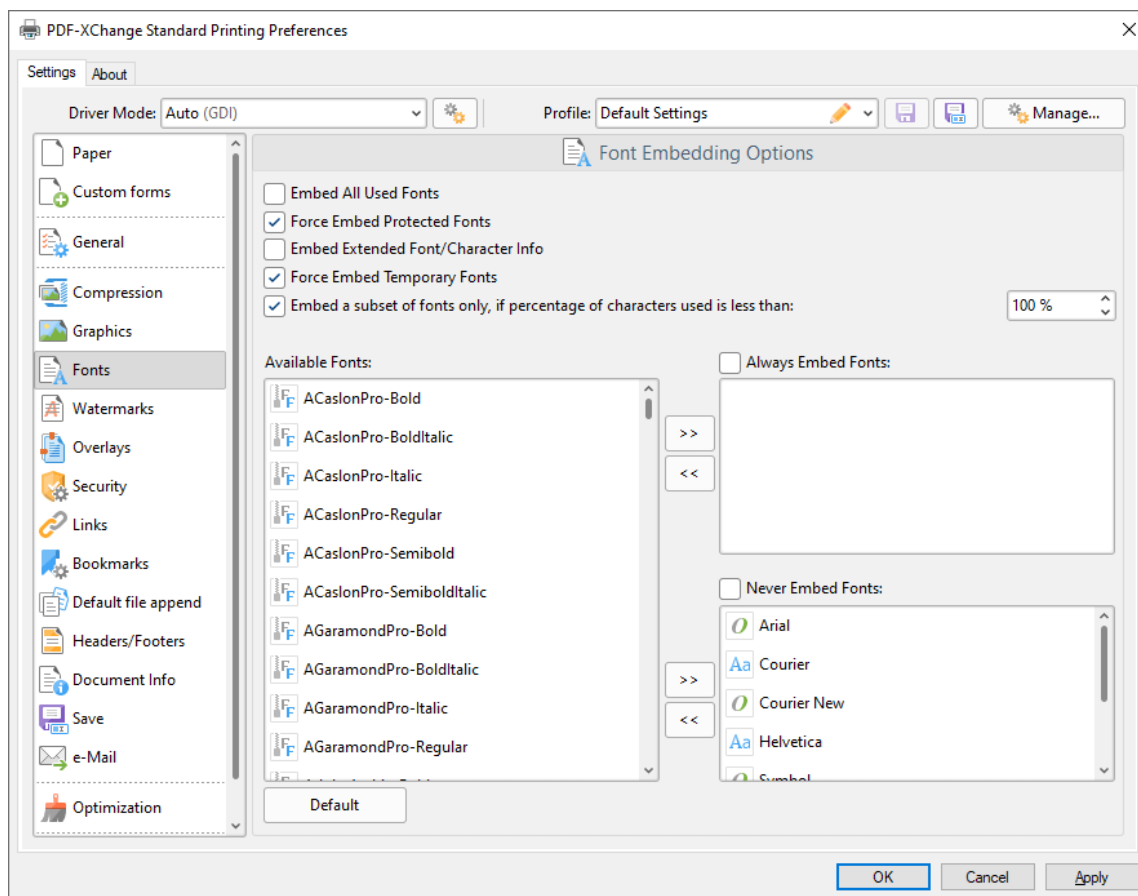 PDF-XChange Standard Printing Preferences
Settings About
Driver Mode: Auto (GDI) Profile: Default Settings Manage...
Paper
Custom forms
General
Compression
Graphics
Fonts
Watermarks
Overlays
Security
Links
Bookmarks
Default file append
Headers/Footers
Document Info
Save
e-Mail
Optimization
Font Embedding Options
Embed All Used Fonts
Force Embed Protected Fonts
Embed Extended Font/Character Info
Force Embed Temporary Fonts
Embed a subset of fonts only, if percentage of characters used is less than: 100 %
Available Fonts:
ACaslonPro-Bold
ACaslonPro-BoldItalic
ACaslonPro-Italic
ACaslonPro-Regular
ACaslonPro-Semibold
ACaslonPro-SemiboldItalic
AGaramondPro-Bold
AGaramondPro-BoldItalic
AGaramondPro-Italic
AGaramondPro-Regular
>>
<<
>>
<<
Always Embed Fonts:
Never Embed Fonts:
Arial
Courier
Courier New
Helvetica
Symbol
Default
OK Cancel Apply